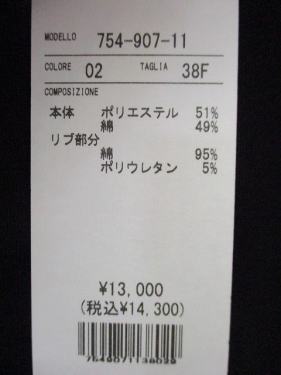 MODELLO 754-907-11
COLORE 02 TAGLIA 38F
COMPOSIZIONE
本体 ポリエステル 51%
綿 49%
リブ部分
綿 95%
ポリウレタン 5%
¥13,000
(税込¥14,300)
7549071138029